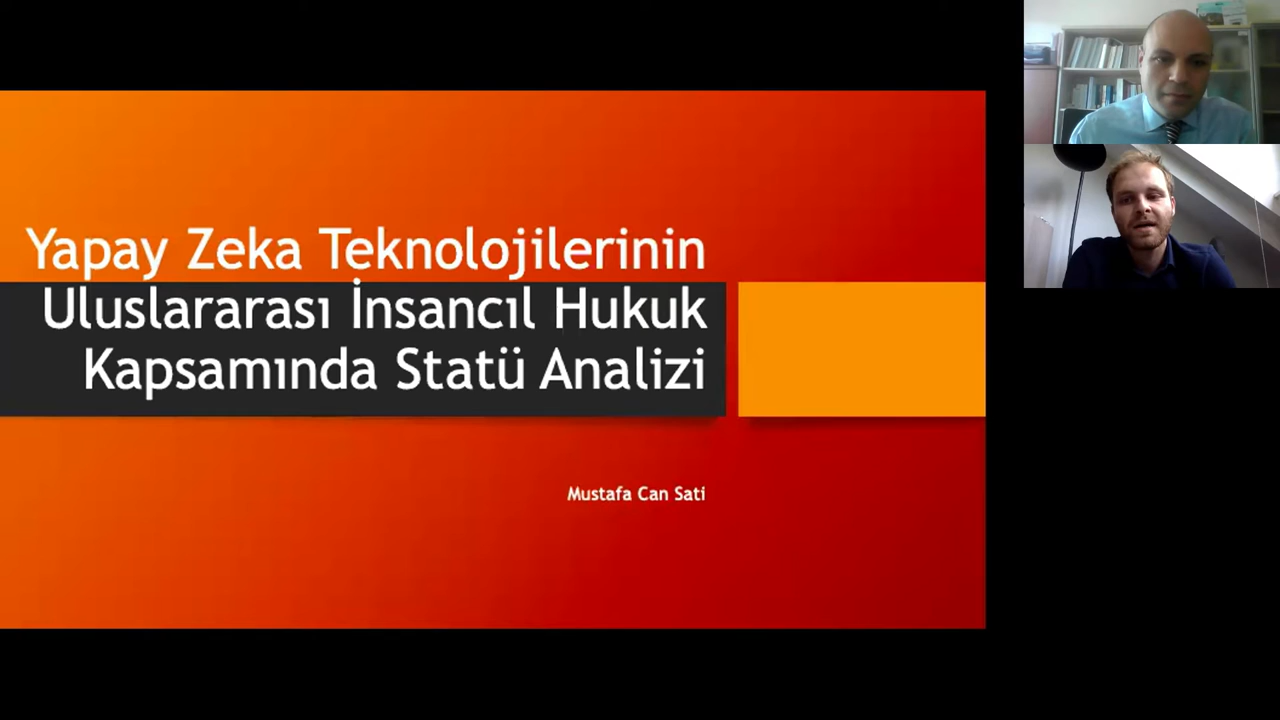 Yapay Zeka Teknolojilerinin
Uluslararası İnsancıl Hukuk
Kapsamında Statü Analizi
Mustafa Can Sati